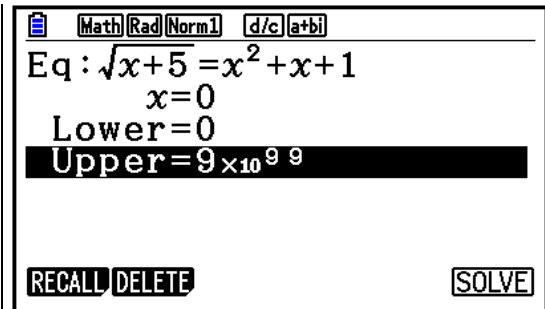 Math Rad Norm1 d/c a+bi
Eq:√x+5=x²+x+1
x=0
Lower=0
Upper=9×10⁹⁹
RECALL DELETE SOLVE